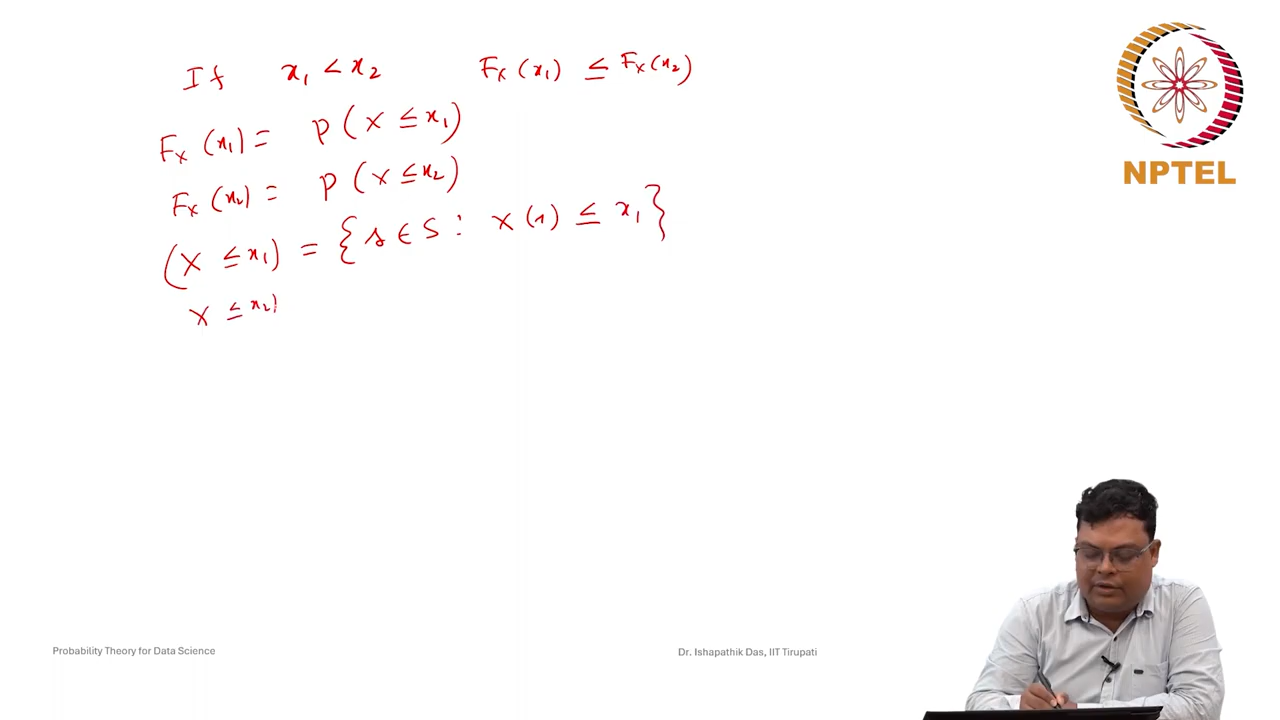 If x₁ < x₂ Fₓ(x₁) ≤ Fₓ(x₂)
Fₓ(x₁) = P(X ≤ x₁)
Fₓ(x₂) = P(X ≤ x₂)
(X ≤ x₁) = {s ∈ S : X(s) ≤ x₁}
X ≤ x₂)
NPTEL
Probability Theory for Data Science
Dr. Ishapathik Das, IIT Tirupati